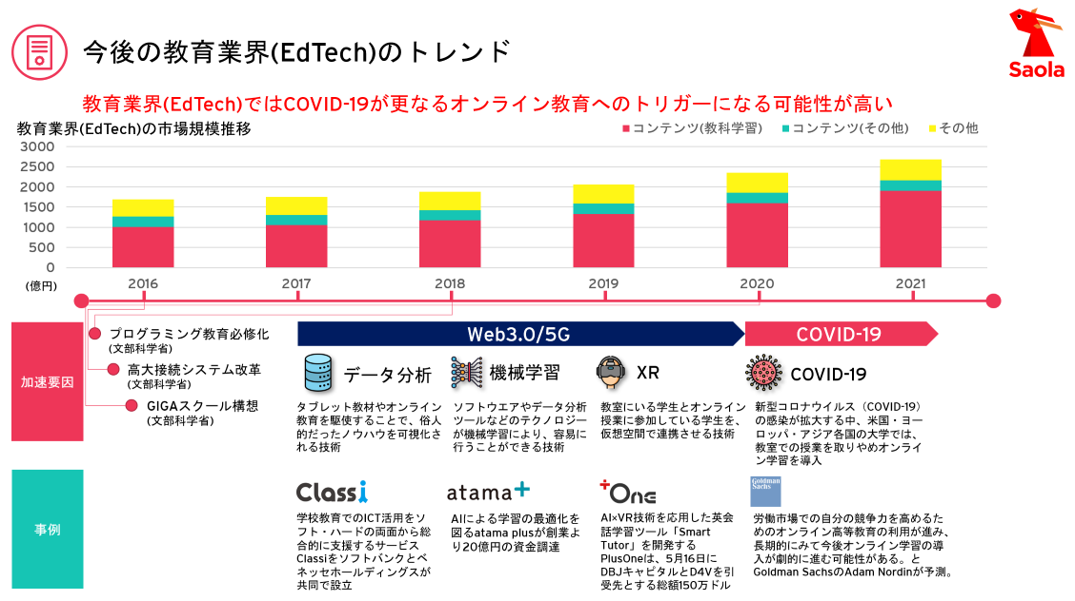 今後の教育業界(EdTech)のトレンド
Saola
教育業界(EdTech)ではCOVID-19が更なるオンライン教育へのトリガーになる可能性が高い
教育業界(EdTech)の市場規模推移
コンテンツ(教科学習)
コンテンツ(その他)
その他
3000
2500
2000
1500
1000
500
0
(億円)
2016
2017
2018
2019
2020
2021
加速要因
プログラミング教育必修化
(文部科学省)
高大接続システム改革
(文部科学省)
GIGAスクール構想
(文部科学省)
Web3.0/5G
COVID-19
データ分析
タブレット教材やオンライン
教育を駆使することで、俗人
的だったノウハウを可視化さ
れる技術
機械学習
ソフトウエアやデータ分析
ツールなどのテクノロジー
が機械学習により、容易に
行うことができる技術
XR
教室にいる学生とオンライン
授業に参加している学生を、
仮想空間で連携させる技術
COVID-19
新型コロナウイルス（COVID-19）
の感染が拡大する中、米国・ヨー
ロッパ・アジア各国の大学では、
教室での授業を取りやめオンライ
ン学習を導入
事例
Classi
学校教育でのICT活用をソ
フト・ハードの両面から総
合的に支援するサービス
Classiをソフトバンクとベ
ネッセホールディングスが
共同で設立
atama+
AIによる学習の最適化を
図るatama plusが創業よ
り20億円の資金調達
+One
AI×VR技術を応用した英会
話学習ツール「Smart
Tutor」を開発する
PlusOneは、5月16日に
DBJキャピタルとD4Vを引
受先とする総額150万ドル
Goldman
Sachs
労働市場での自分の競争力を高めるた
めのオンライン高等教育の利用が進み、
長期的にみて今後オンライン学習の導
入が劇的に進む可能性がある。と
Goldman SachsのAdam Nordinが予測。